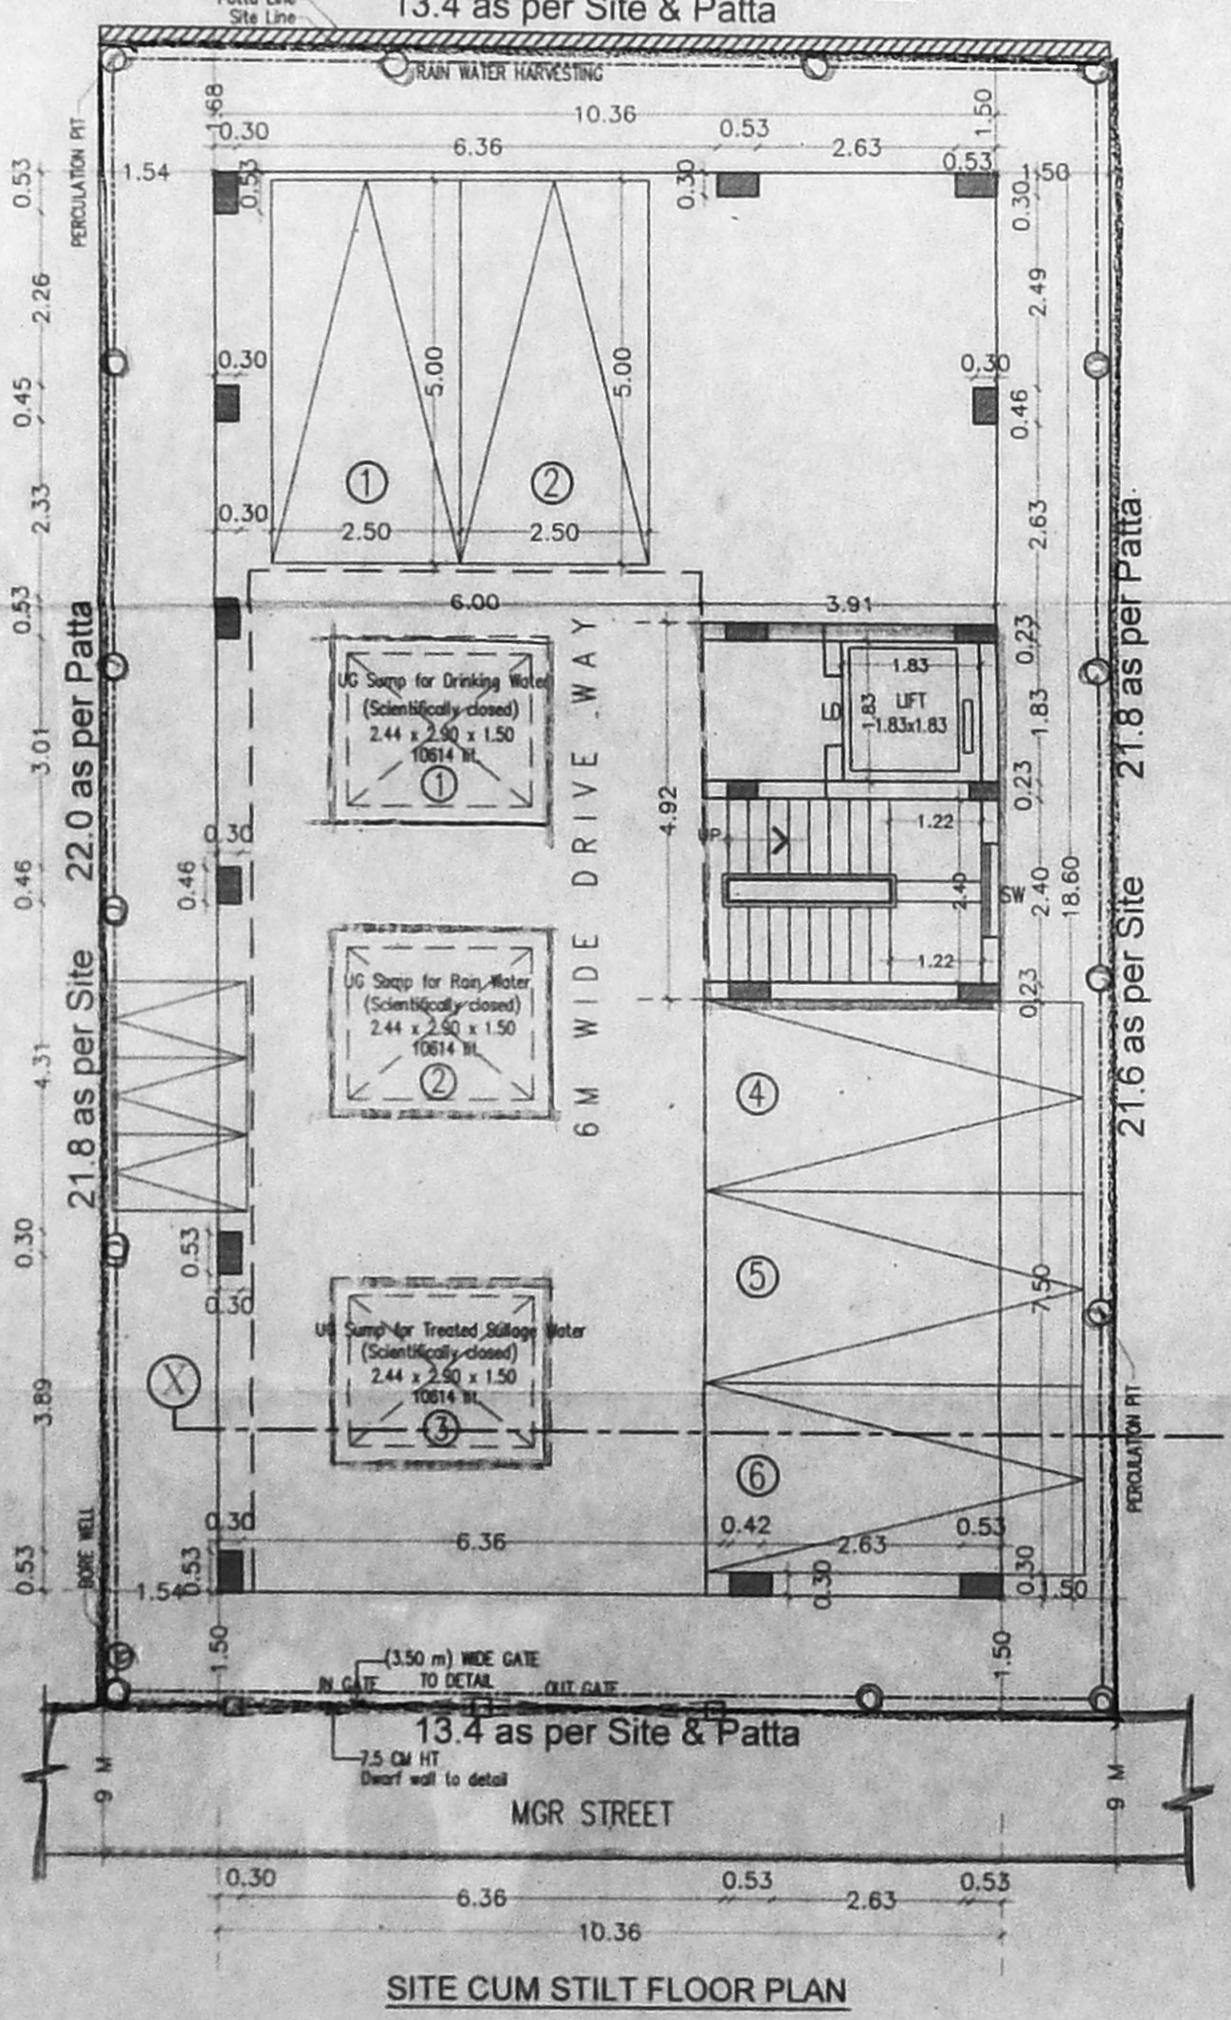 Site Line
13.4 as per Site & Patta
RAIN WATER HARVESTING
1.68
10.36
1.50
0.30
6.36
0.53
2.63
PERCULATION PIT
0.53
1.54
0.53
0.30
0.53
1.50
0.30
2.26
2.49
0.30
5.00
5.00
0.30
0.45
0.46
1
2
2.33
0.30
2.50
2.50
2.63
21.8 as per Patta
0.53
6.00
3.91
22.0 as per Patta
6 M WIDE DRIVE WAY
0.23
UG Sump for Drinking Water
(Scientifically closed)
2.44 x 2.90 x 1.50
10614 lit.
1
1.83
1.83
LIFT
1.83x1.83
1.83
3.01
0.23
4.92
0.30
UP
1.22
0.46
0.46
2.40
SW
2.40
18.60
1.22
21.6 as per Site
21.8 as per Site
UG Sump for Rain Water
(Scientifically closed)
2.44 x 2.90 x 1.50
10614 lit.
2
0.23
4.31
4
0.30
0.53
0.30
5
7.50
UG Sump for Treated Sullage Water
(Scientifically closed)
2.44 x 2.90 x 1.50
10614 lit.
3
X
3.89
6
PERCULATION PIT
BORE WELL
0.30
6.36
0.42
2.63
0.53
0.53
1.54
0.53
0.30
0.30
1.50
1.50
1.50
(3.50 m) WIDE GATE
TO DETAIL
IN GATE
OUT GATE
13.4 as per Site & Patta
7.5 CM HT
Dwarf wall to detail
9 M
9 M
MGR STREET
0.30
6.36
0.53
2.63
0.53
10.36
SITE CUM STILT FLOOR PLAN